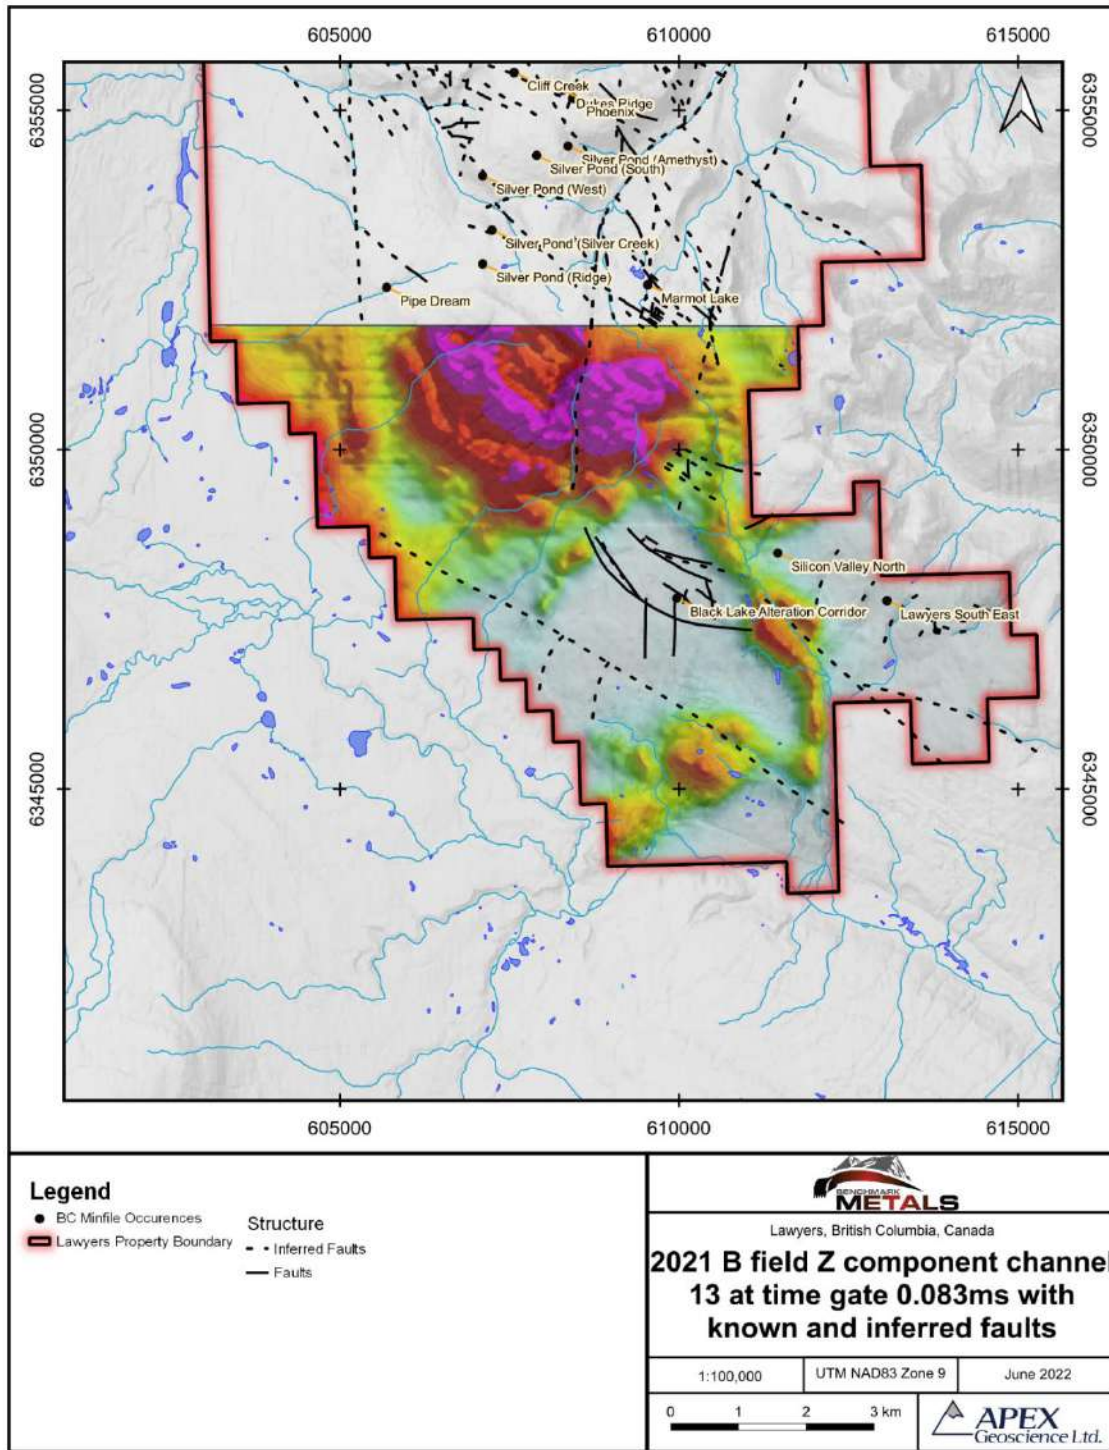 605000
610000
615000
6355000
6355000
Cliff Creek
Dukes Ridge
Phoenix
Silver Pond (Amethyst)
Silver Pond (South)
Silver Pond (West)
Silver Pond (Silver Creek)
Silver Pond (Ridge)
Pipe Dream
Marmot Lake
6350000
6350000
Silicon Valley North
Black Lake Alteration Corridor
Lawyers South East
6345000
6345000
605000
610000
615000
Legend
BC Minfile Occurences
Lawyers Property Boundary
Structure
Inferred Faults
Faults
BENCHMARK
METALS
Lawyers, British Columbia, Canada
2021 B field Z component channel
13 at time gate 0.083ms with
known and inferred faults
1:100,000
UTM NAD83 Zone 9
June 2022
0 1 2 3 km
APEX
Geoscience Ltd.